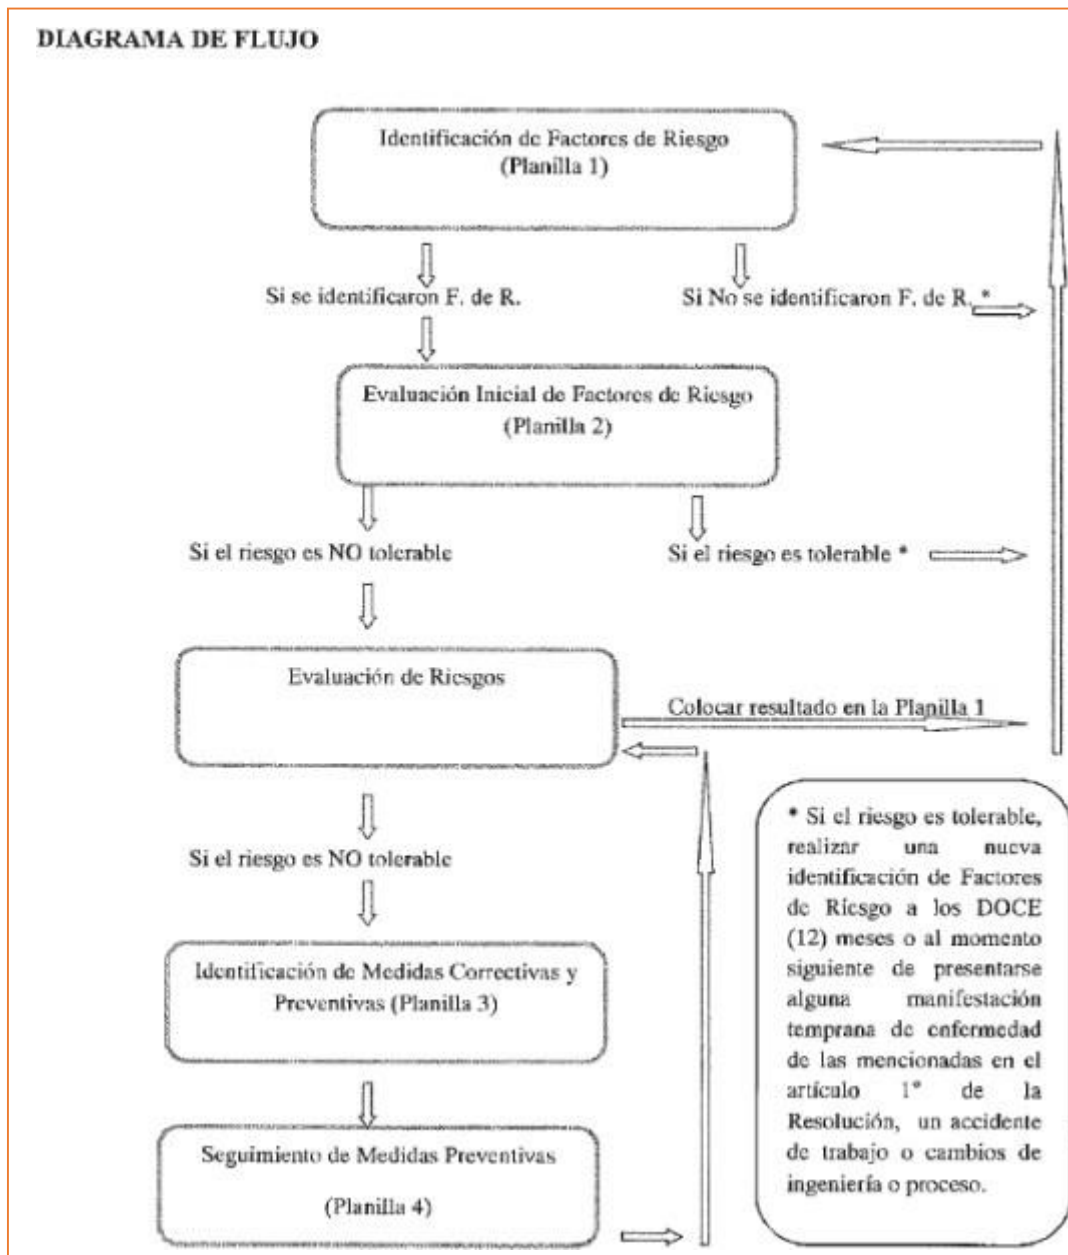 DIAGRAMA DE FLUJO
Identificación de Factores de Riesgo
(Planilla 1)
Si se identificaron F. de R.
Si No se identificaron F. de R. *
Evaluación Inicial de Factores de Riesgo
(Planilla 2)
Si el riesgo es NO tolerable
Si el riesgo es tolerable *
Evaluación de Riesgos
Colocar resultado en la Planilla 1
Si el riesgo es NO tolerable
Identificación de Medidas Correctivas y
Preventivas (Planilla 3)
Seguimiento de Medidas Preventivas
(Planilla 4)
* Si el riesgo es tolerable,
realizar una nueva
identificación de Factores
de Riesgo a los DOCE
(12) meses o al momento
siguiente de presentarse
alguna manifestación
temprana de enfermedad
de las mencionadas en el
artículo 1° de la
Resolución, un accidente
de trabajo o cambios de
ingeniería o proceso.